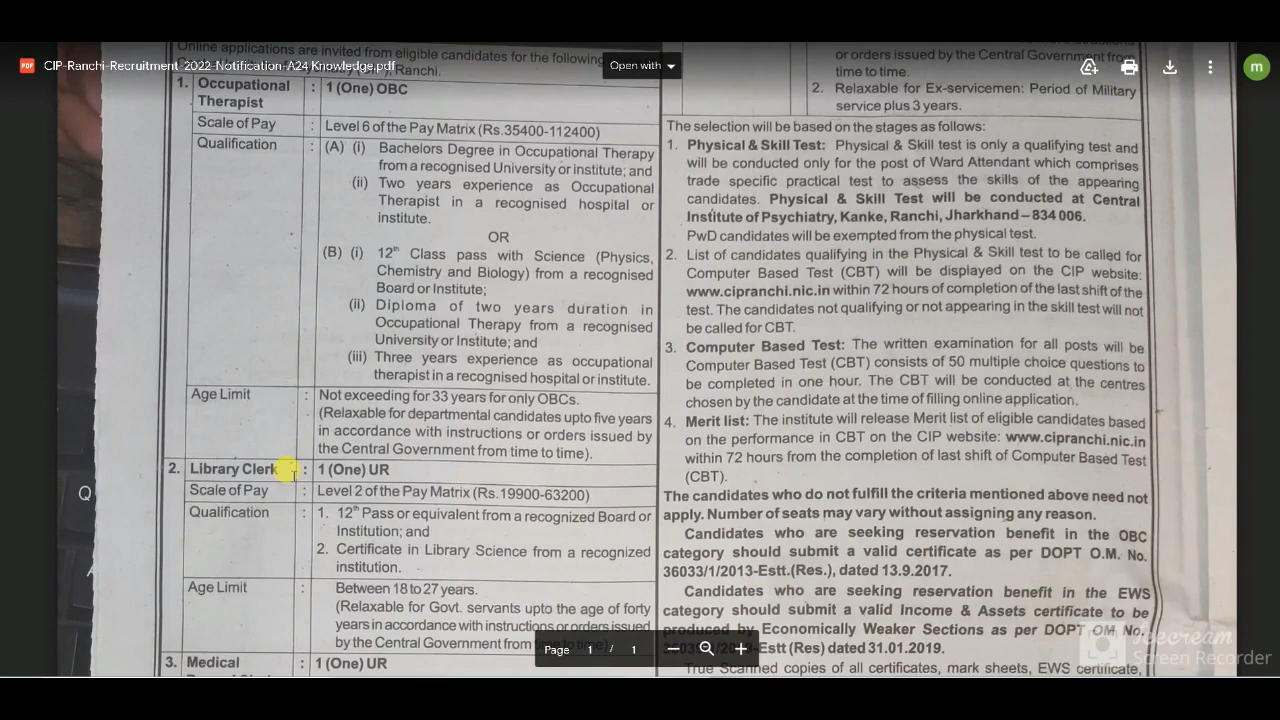 Online applications are invited from eligible candidates for the following
CIP-Ranchi-Recruitment-2022-Notification-A24 Knowledge.pdf
Ranchi.
Open with
m
1. Occupational Therapist : 1 (One) OBC
Scale of Pay : Level 6 of the Pay Matrix (Rs.35400-112400)
Qualification : (A) (i) Bachelors Degree in Occupational Therapy
from a recognised University or institute; and
(ii) Two years experience as Occupational
Therapist in a recognised hospital or
institute.
OR
(B) (i) 12th Class pass with Science (Physics,
Chemistry and Biology) from a recognised
Board or Institute;
(ii) Diploma of two years duration in
Occupational Therapy from a recognised
University or Institute; and
(iii) Three years experience as occupational
therapist in a recognised hospital or institute.
Age Limit : Not exceeding for 33 years for only OBCs.
(Relaxable for departmental candidates upto five years
in accordance with instructions or orders issued by
the Central Government from time to time).
2. Library Clerk : 1 (One) UR
Scale of Pay : Level 2 of the Pay Matrix (Rs.19900-63200)
Qualification : 1. 12th Pass or equivalent from a recognized Board or
Institution; and
2. Certificate in Library Science from a recognized
institution.
Age Limit : Between 18 to 27 years.
(Relaxable for Govt. servants upto the age of forty
years in accordance with instructions or orders issued
by the Central Government from time to time).
3. Medical : 1 (One) UR
or orders issued by the Central Government from
time to time.
2. Relaxable for Ex-servicemen: Period of Military
service plus 3 years.
The selection will be based on the stages as follows:
1. Physical & Skill Test: Physical & Skill test is only a qualifying test and
will be conducted only for the post of Ward Attendant which comprises
trade specific practical test to assess the skills of the appearing
candidates. Physical & Skill Test will be conducted at Central
Institute of Psychiatry, Kanke, Ranchi, Jharkhand – 834 006.
PwD candidates will be exempted from the physical test.
2. List of candidates qualifying in the Physical & Skill test to be called for
Computer Based Test (CBT) will be displayed on the CIP website:
www.cipranchi.nic.in within 72 hours of completion of the last shift of the
test. The candidates not qualifying or not appearing in the skill test will not
be called for CBT.
3. Computer Based Test: The written examination for all posts will be
Computer Based Test (CBT) consists of 50 multiple choice questions to
be completed in one hour. The CBT will be conducted at the centres
chosen by the candidate at the time of filling online application.
4. Merit list: The institute will release Merit list of eligible candidates based
on the performance in CBT on the CIP website: www.cipranchi.nic.in
within 72 hours from the completion of last shift of Computer Based Test
(CBT).
The candidates who do not fulfill the criteria mentioned above need not
apply. Number of seats may vary without assigning any reason.
Candidates who are seeking reservation benefit in the OBC
category should submit a valid certificate as per DOPT O.M. No.
36033/1/2013-Estt.(Res.), dated 13.9.2017.
Candidates who are seeking reservation benefit in the EWS
category should submit a valid Income & Assets certificate to be
produced by Economically Weaker Sections as per DOPT OM No.
-Estt (Res) dated 31.01.2019.
True Scanned copies of all certificates, mark sheets, EWS certificate,
Page 1 / 1
Icecream
Screen Recorder
Q